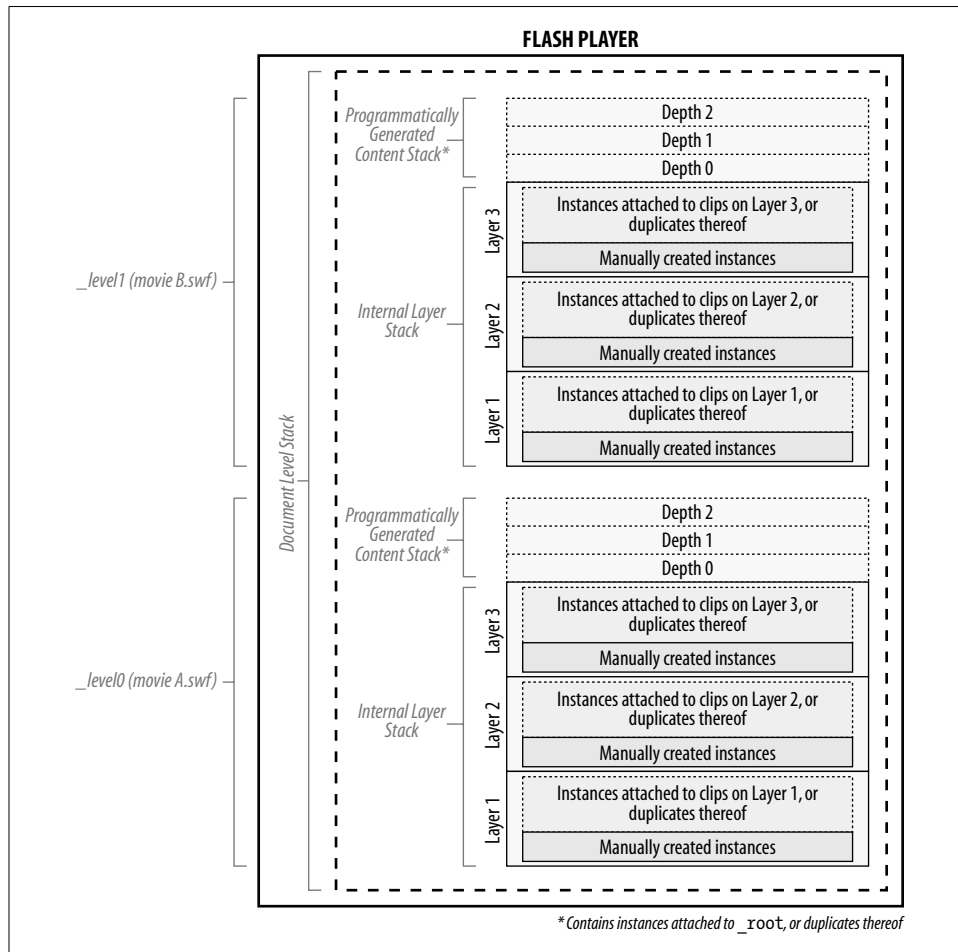 FLASH PLAYER
Programmatically
Generated
Content Stack*
Depth 2
Depth 1
Depth 0
_level1 (movie B.swf)
Document Level Stack
Internal Layer
Stack
Layer 3
Instances attached to clips on Layer 3, or
duplicates thereof
Manually created instances
Layer 2
Instances attached to clips on Layer 2, or
duplicates thereof
Manually created instances
Layer 1
Instances attached to clips on Layer 1, or
duplicates thereof
Manually created instances
_level0 (movie A.swf)
Programmatically
Generated
Content Stack*
Depth 2
Depth 1
Depth 0
Internal Layer
Stack
Layer 3
Instances attached to clips on Layer 3, or
duplicates thereof
Manually created instances
Layer 2
Instances attached to clips on Layer 2, or
duplicates thereof
Manually created instances
Layer 1
Instances attached to clips on Layer 1, or
duplicates thereof
Manually created instances
* Contains instances attached to _root, or duplicates thereof